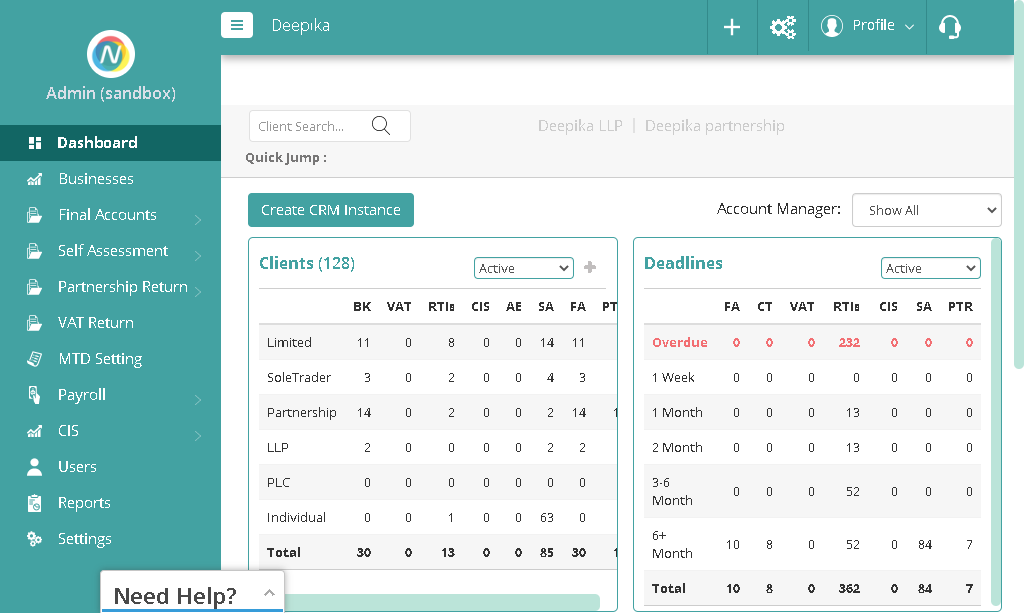 Deepika
Profile
N
Admin (sandbox)
Dashboard
Businesses
Final Accounts
Self Assessment
Partnership Return
VAT Return
MTD Setting
Payroll
CIS
Users
Reports
Settings
Need Help?
Client Search...
Deepika LLP | Deepika partnership
Quick Jump :
Create CRM Instance
Account Manager: Show All
Clients (128) Active
BK VAT RTIs CIS AE SA FA PT
Limited 11 0 8 0 0 14 11
SoleTrader 3 0 2 0 0 4 3
Partnership 14 0 2 0 0 2 14 1
LLP 2 0 0 0 0 2 2
PLC 0 0 0 0 0 0 0
Individual 0 0 1 0 0 63 0
Total 30 0 13 0 0 85 30 1
Deadlines Active
FA CT VAT RTIs CIS SA PTR
Overdue 0 0 0 232 0 0 0
1 Week 0 0 0 0 0 0 0
1 Month 0 0 0 13 0 0 0
2 Month 0 0 0 13 0 0 0
3-6
Month 0 0 0 52 0 0 0
6+
Month 10 8 0 52 0 84 7
Total 10 8 0 362 0 84 7